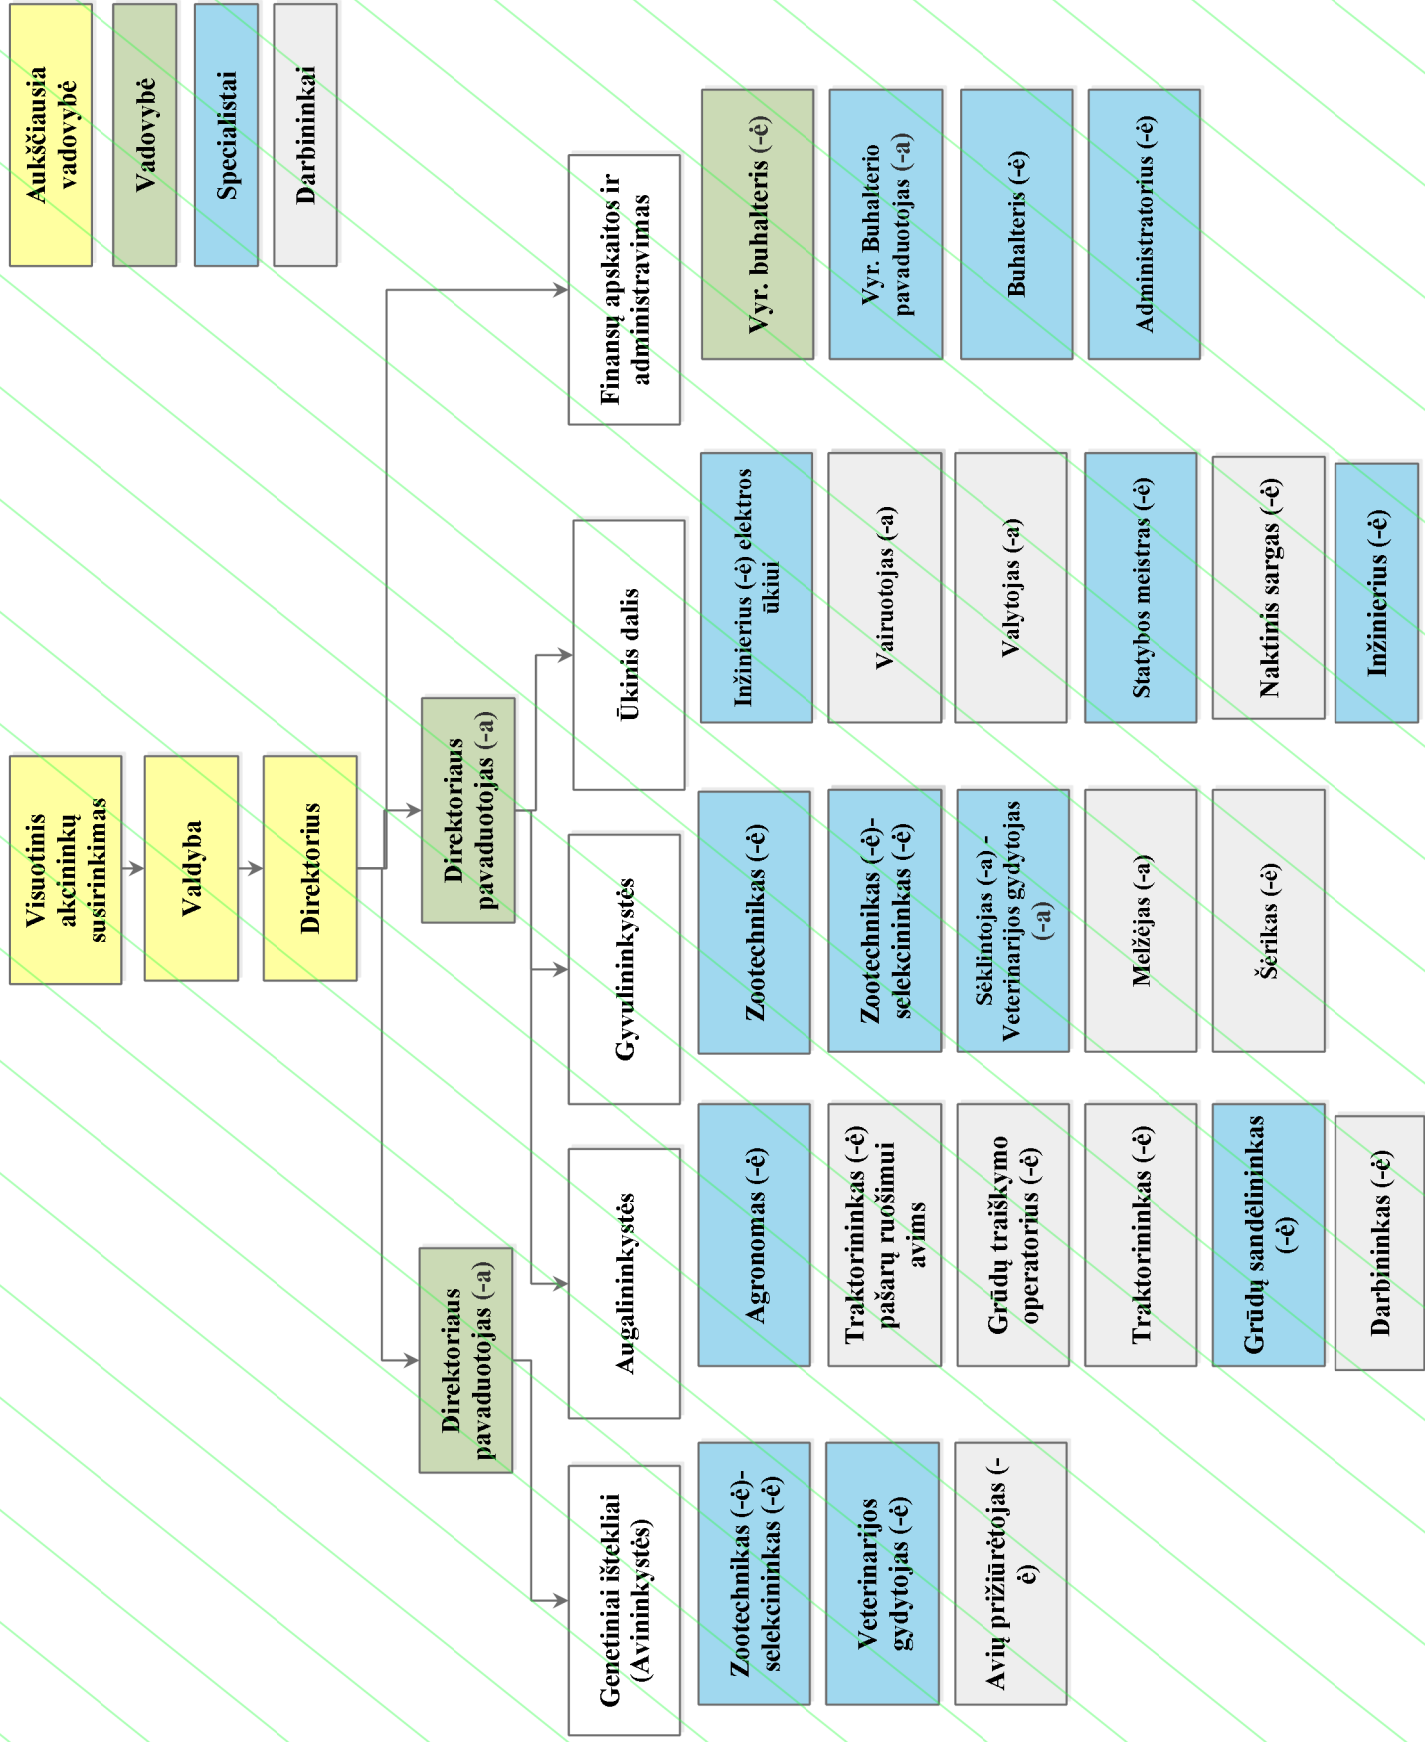 Visuotinis
akcininkų
susirinkimas
Valdyba
Direktorius
Aukščiausia
vadovybė
Vadovybė
Specialistai
Darbininkai
Direktoriaus
pavaduotojas (-a)
Direktoriaus
pavaduotojas (-a)
Genetiniai ištekliai
(Avininkystės)
Zootechnikas (-ė)-
selekcininkas (-ė)
Veterinarijos
gydytojas (-ė)
Avių prižiūrėtojas (-
ė)
Augalininkystės
Agronomas (-ė)
Traktorininkas (-ė)
pašarų ruošimui
avims
Grūdų traiškymo
operatorius (-ė)
Traktorininkas (-ė)
Grūdų sandėlininkas
(-ė)
Darbininkas (-ė)
Gyvulininkystės
Zootechnikas (-ė)
Zootechnikas (-ė)-
selekcininkas (-ė)
Sėklintojas (-a) -
Veterinarijos gydytojas
(-a)
Melžėjas (-a)
Šėrikas (-ė)
Ūkinis dalis
Inžinierius (-ė) elektros
ūkiui
Vairuotojas (-a)
Valytojas (-a)
Statybos meistras (-ė)
Naktinis sargas (-ė)
Inžinierius (-ė)
Finansų apskaitos ir
administravimas
Vyr. buhalteris (-ė)
Vyr. Buhalterio
pavaduotojas (-a)
Buhalteris (-ė)
Administratorius (-ė)